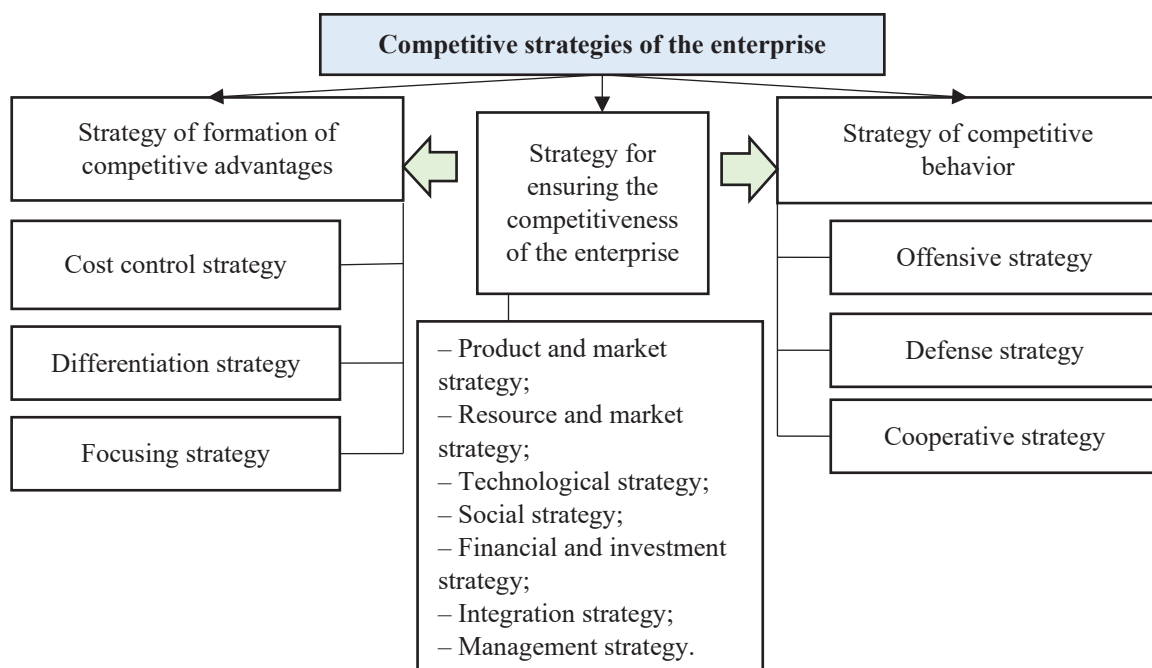 Competitive strategies of the enterprise
Strategy of formation of
competitive advantages
Cost control strategy
Differentiation strategy
Focusing strategy
Strategy for
ensuring the
competitiveness
of the enterprise
– Product and market
strategy;
– Resource and market
strategy;
– Technological strategy;
– Social strategy;
– Financial and investment
strategy;
– Integration strategy;
– Management strategy.
Strategy of competitive
behavior
Offensive strategy
Defense strategy
Cooperative strategy